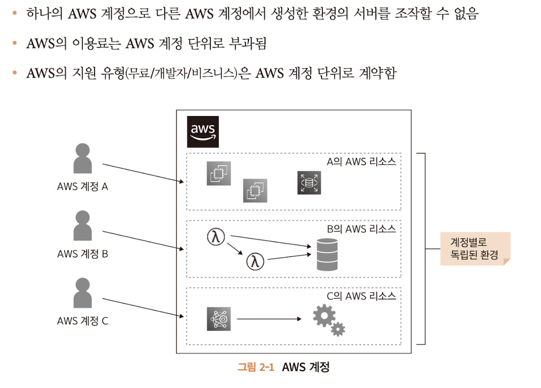 • 하나의 AWS 계정으로 다른 AWS 계정에서 생성한 환경의 서버를 조작할 수 없음
• AWS의 이용료는 AWS 계정 단위로 부과됨
• AWS의 지원 유형(무료/개발자/비즈니스)은 AWS 계정 단위로 계약함
aws
A의 AWS 리소스
AWS 계정 A
B의 AWS 리소스
λ
λ
AWS 계정 B
계정별로
독립된 환경
C의 AWS 리소스
AWS 계정 C
그림 2-1 AWS 계정